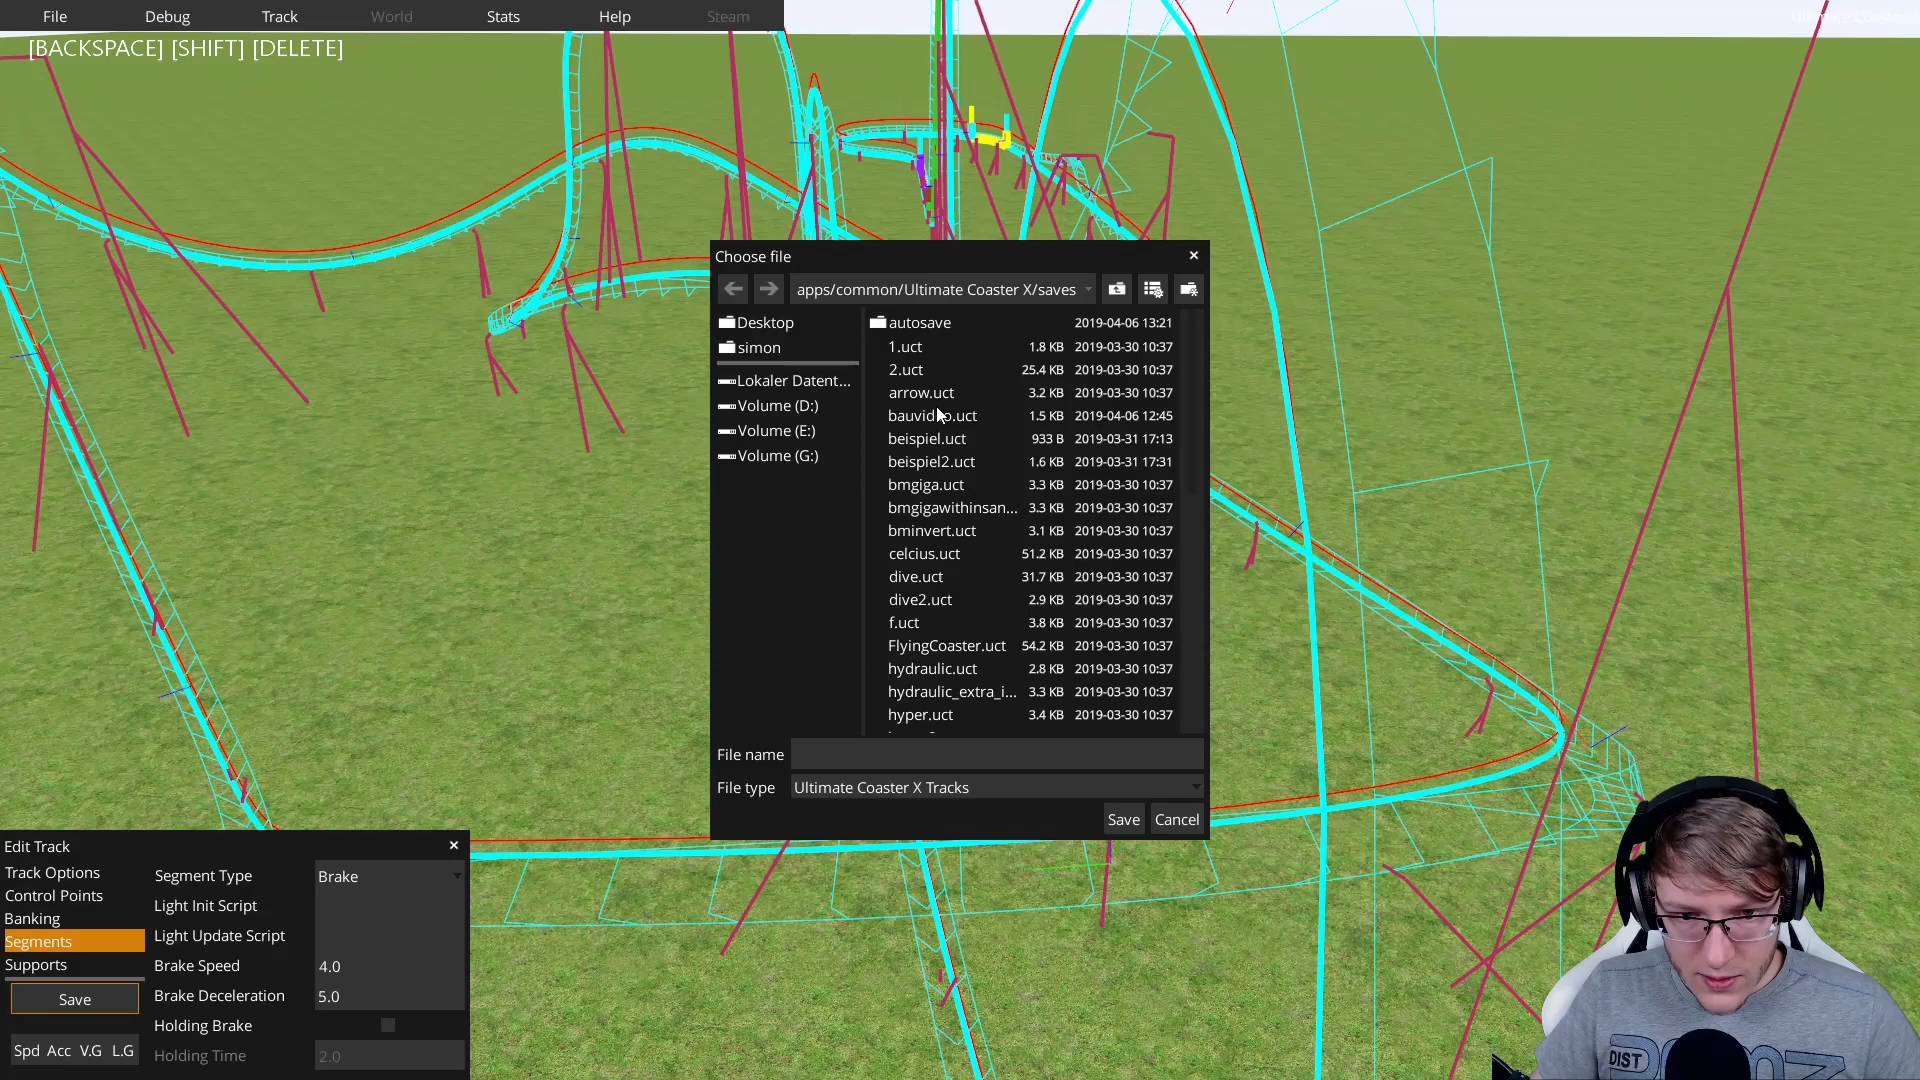 File Debug Track World Stats Help Steam
[BACKSPACE] [SHIFT] [DELETE]
Choose file
apps/common/Ultimate Coaster X/saves
Desktop
simon
Lokaler Datent...
Volume (D:)
Volume (E:)
Volume (G:)
autosave 2019-04-06 13:21
1.uct 1.8 KB 2019-03-30 10:37
2.uct 25.4 KB 2019-03-30 10:37
arrow.uct 3.2 KB 2019-03-30 10:37
bauvideo.uct 1.5 KB 2019-04-06 12:45
beispiel.uct 933 B 2019-03-31 17:13
beispiel2.uct 1.6 KB 2019-03-31 17:31
bmgiga.uct 3.3 KB 2019-03-30 10:37
bmgigawithinsan... 3.3 KB 2019-03-30 10:37
bminvert.uct 3.1 KB 2019-03-30 10:37
celcius.uct 51.2 KB 2019-03-30 10:37
dive.uct 31.7 KB 2019-03-30 10:37
dive2.uct 2.9 KB 2019-03-30 10:37
f.uct 3.8 KB 2019-03-30 10:37
FlyingCoaster.uct 54.2 KB 2019-03-30 10:37
hydraulic.uct 2.8 KB 2019-03-30 10:37
hydraulic_extra_i... 3.3 KB 2019-03-30 10:37
hyper.uct 3.4 KB 2019-03-30 10:37
File name
File type Ultimate Coaster X Tracks
Save Cancel
Edit Track
Track Options
Control Points
Banking
Segments
Supports
Save
Spd Acc V.G L.G
Segment Type Brake
Light Init Script
Light Update Script
Brake Speed 4.0
Brake Deceleration 5.0
Holding Brake
Holding Time 2.0
DIST